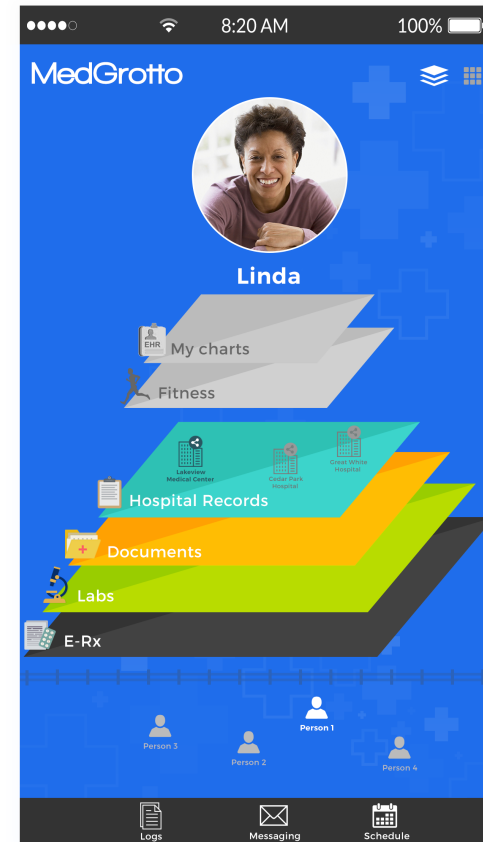 8:20 AM
100%
MedGrotto
Linda
EHR
My charts
Fitness
Lakeview
Medical Center
Cedar Park
Hospital
Great White
Hospital
Hospital Records
Documents
Labs
E-Rx
Person 1
Person 3
Person 2
Person 4
Logs
Messaging
Schedule